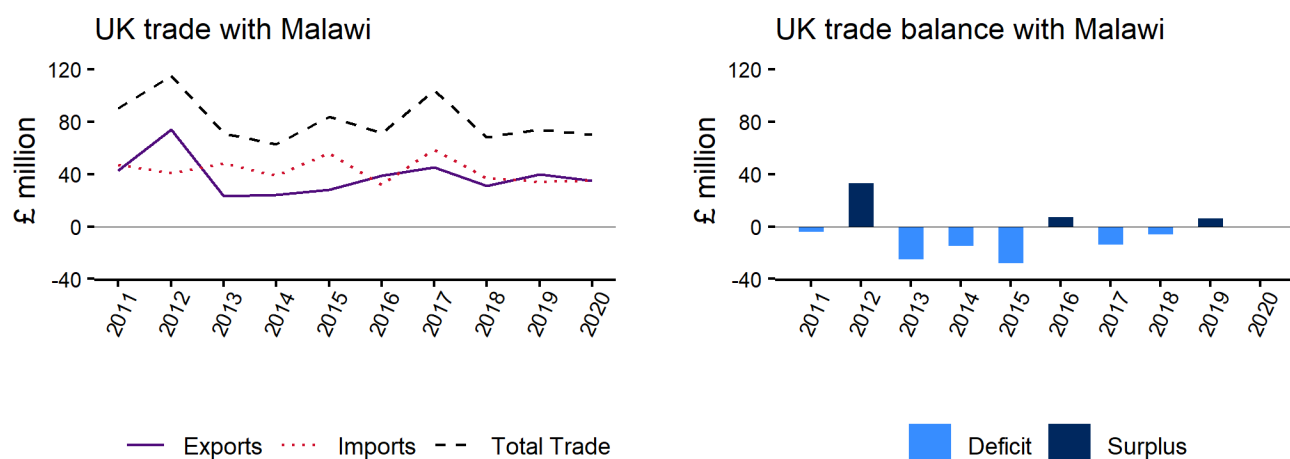 UK trade with Malawi
£ million
120
80
40
0
-40
2011 2012 2013 2014 2015 2016 2017 2018 2019 2020
Exports Imports Total Trade
UK trade balance with Malawi
£ million
120
80
40
0
-40
2011 2012 2013 2014 2015 2016 2017 2018 2019 2020
Deficit Surplus